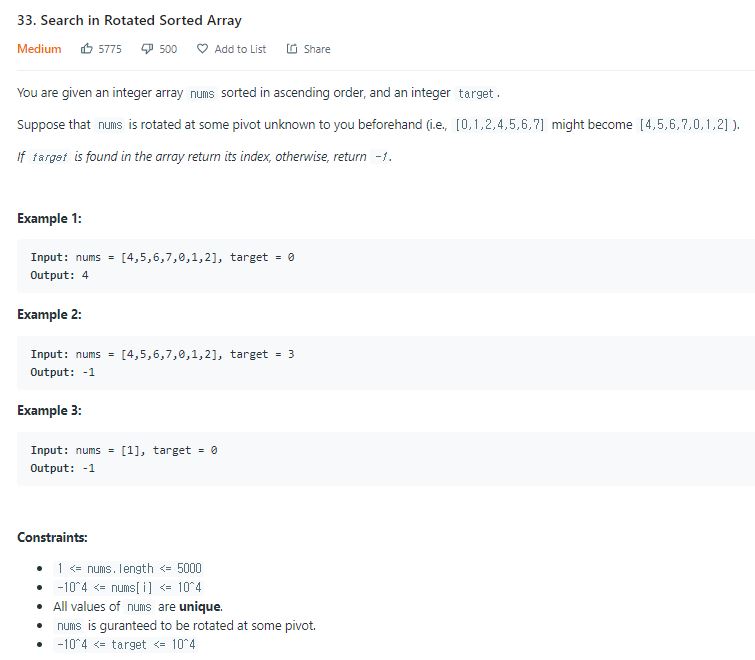 33. Search in Rotated Sorted Array
Medium 5775 500 Add to List Share
You are given an integer array nums sorted in ascending order, and an integer target.
Suppose that nums is rotated at some pivot unknown to you beforehand (i.e., [0,1,2,4,5,6,7] might become [4,5,6,7,0,1,2]).
If target is found in the array return its index, otherwise, return -1.
Example 1:
Input: nums = [4,5,6,7,0,1,2], target = 0
Output: 4
Example 2:
Input: nums = [4,5,6,7,0,1,2], target = 3
Output: -1
Example 3:
Input: nums = [1], target = 0
Output: -1
Constraints:
• 1 <= nums.length <= 5000
• -10^4 <= nums[i] <= 10^4
• All values of nums are unique.
• nums is guranteed to be rotated at some pivot.
• -10^4 <= target <= 10^4